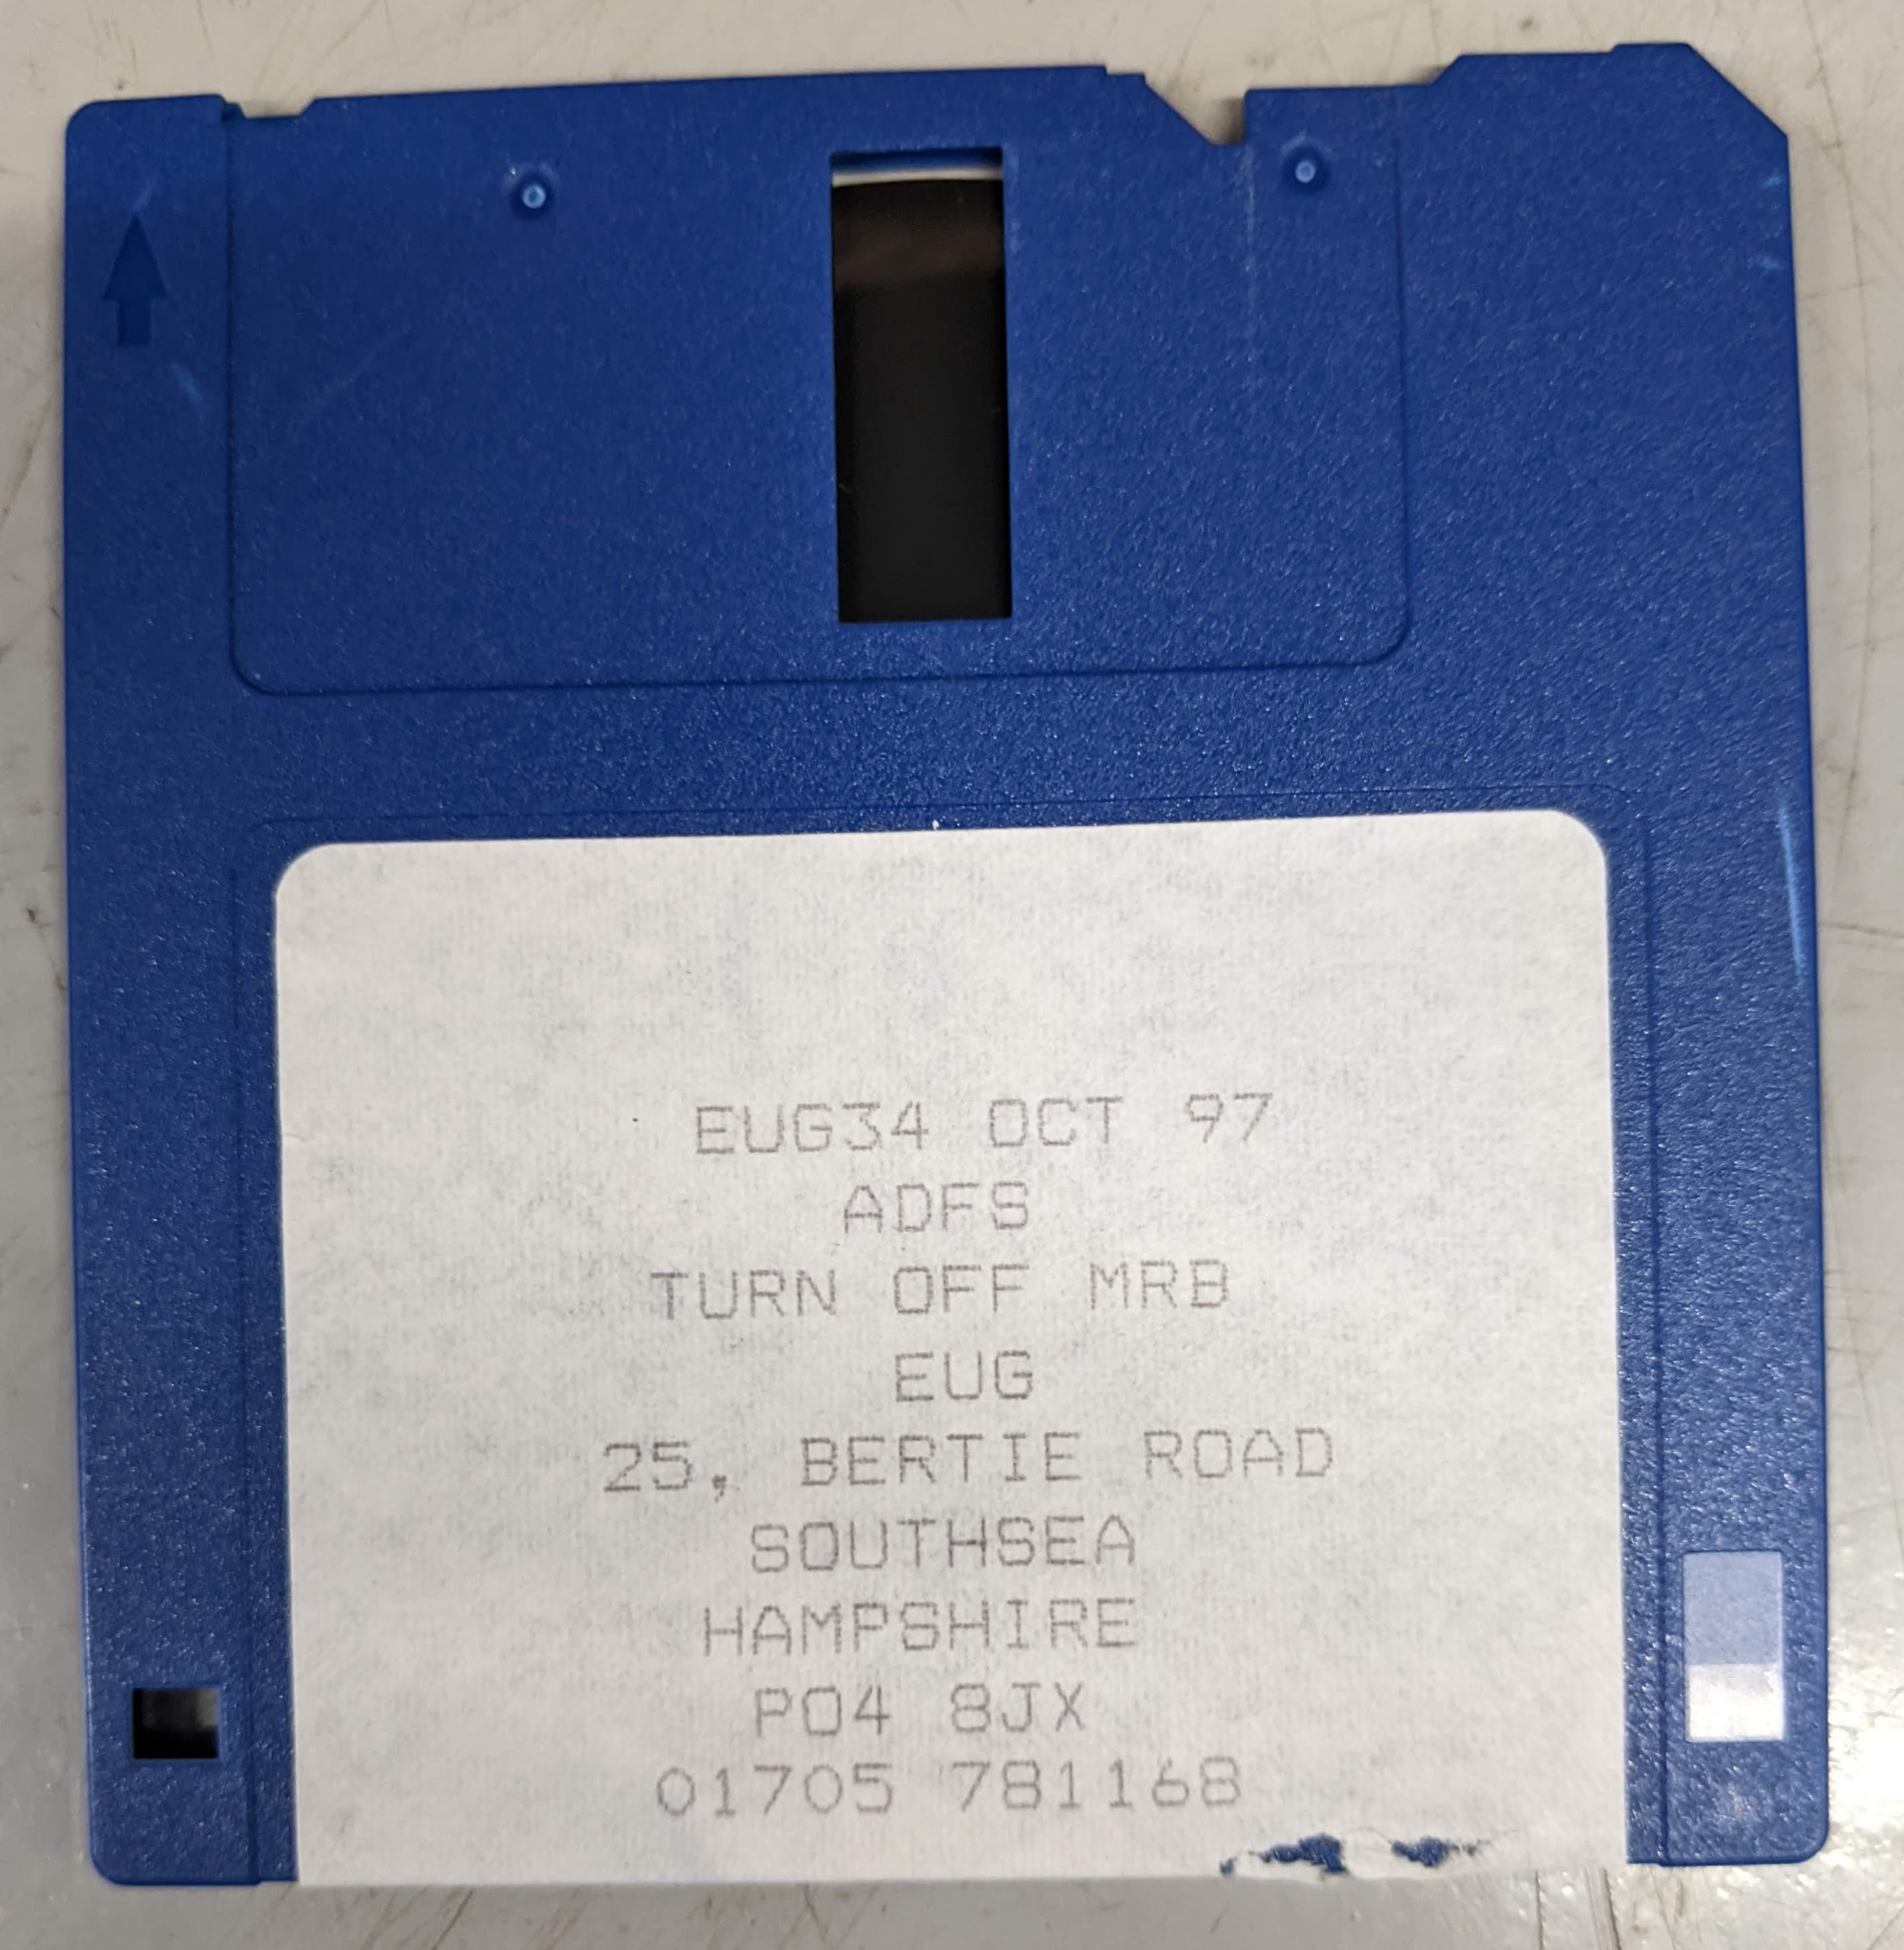 EUG34 OCT 97
ADFS
TURN OFF MRB
EUG
25, BERTIE ROAD
SOUTHSEA
HAMPSHIRE
PO4 8JX
01705 781168